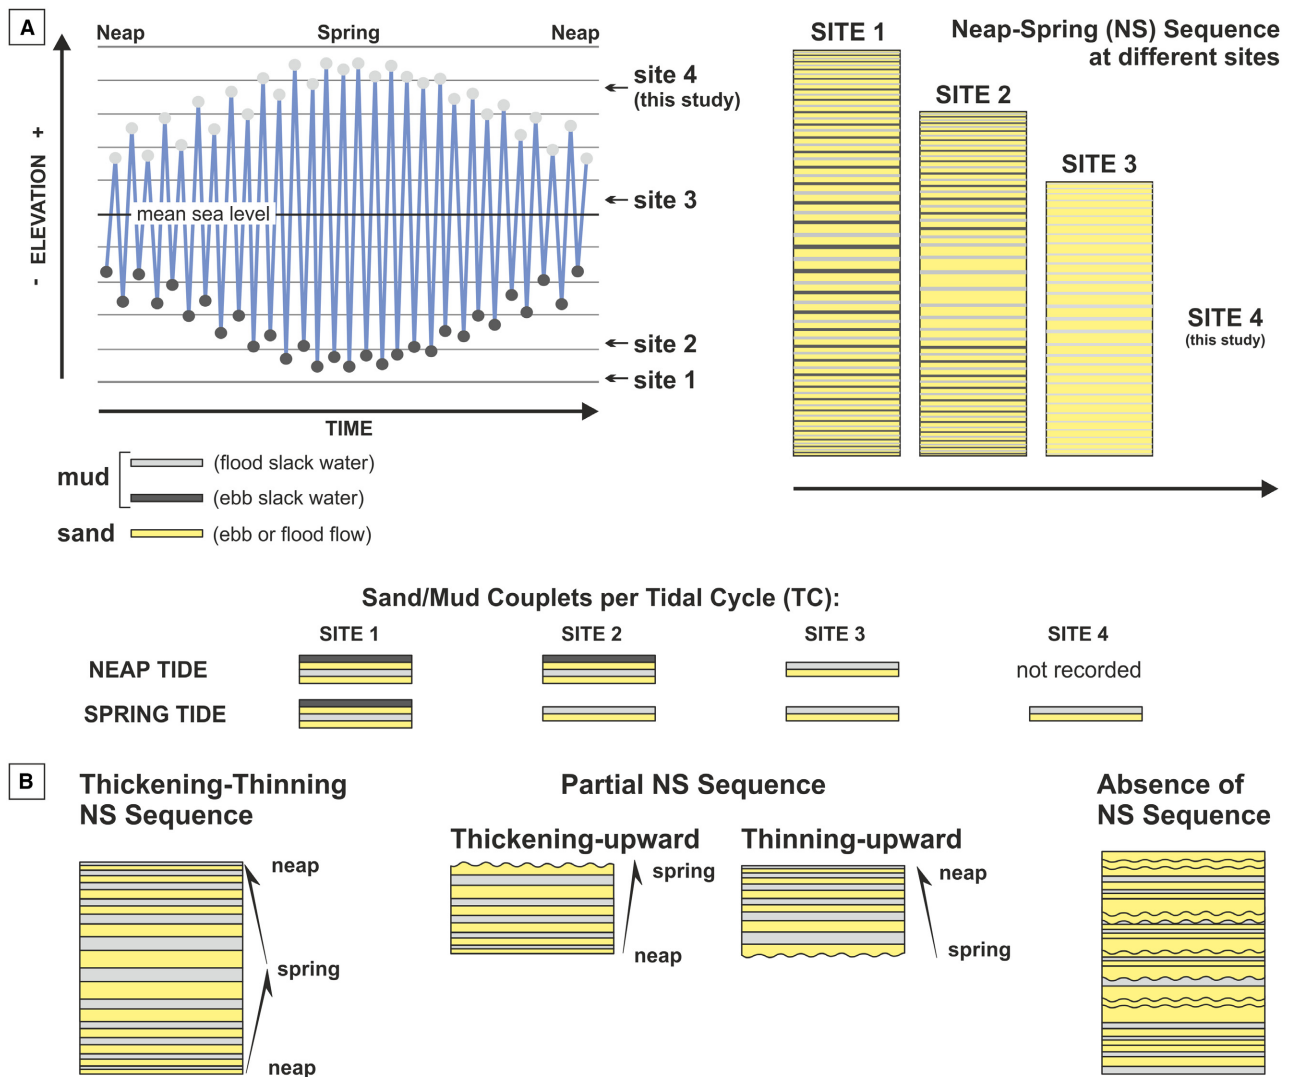 A
Neap
Spring
Neap
- ELEVATION +
mean sea level
site 4
(this study)
site 3
site 2
site 1
TIME
mud
(flood slack water)
(ebb slack water)
sand
(ebb or flood flow)
Neap-Spring (NS) Sequence
at different sites
SITE 1
SITE 2
SITE 3
SITE 4
(this study)
Sand/Mud Couplets per Tidal Cycle (TC):
SITE 1
SITE 2
SITE 3
SITE 4
NEAP TIDE
not recorded
SPRING TIDE
B
Thickening-Thinning
NS Sequence
neap
spring
neap
Partial NS Sequence
Thickening-upward
spring
neap
Thinning-upward
neap
spring
Absence of
NS Sequence